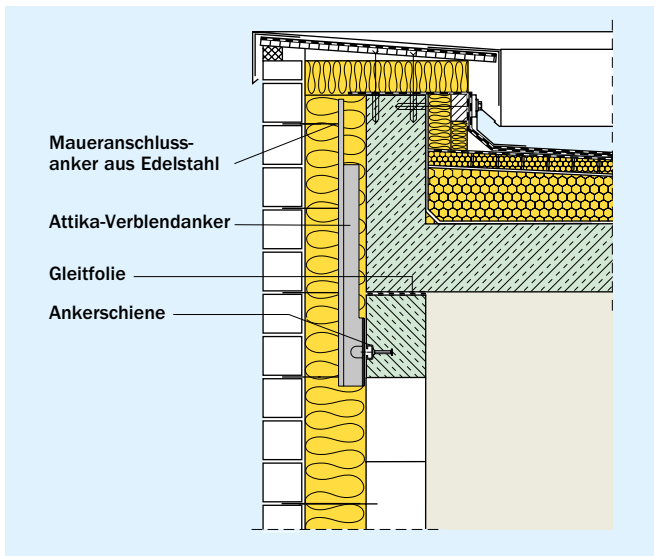 Maueranschluss-
anker aus Edelstahl
Attika-Verblendanker
Gleitfolie
Ankerschiene